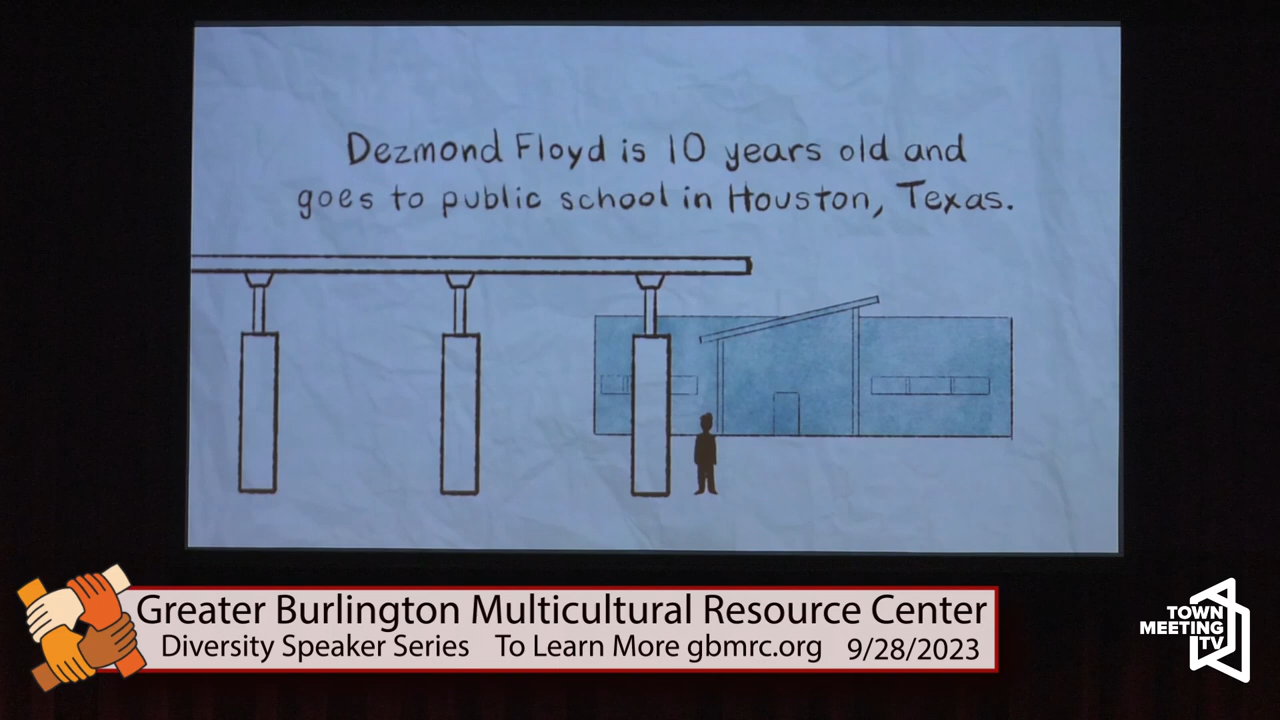 Dezmond Floyd is 10 years old and
goes to public school in Houston, Texas.
Greater Burlington Multicultural Resource Center
Diversity Speaker Series To Learn More gbmrc.org 9/28/2023
TOWN
MEETING
TV